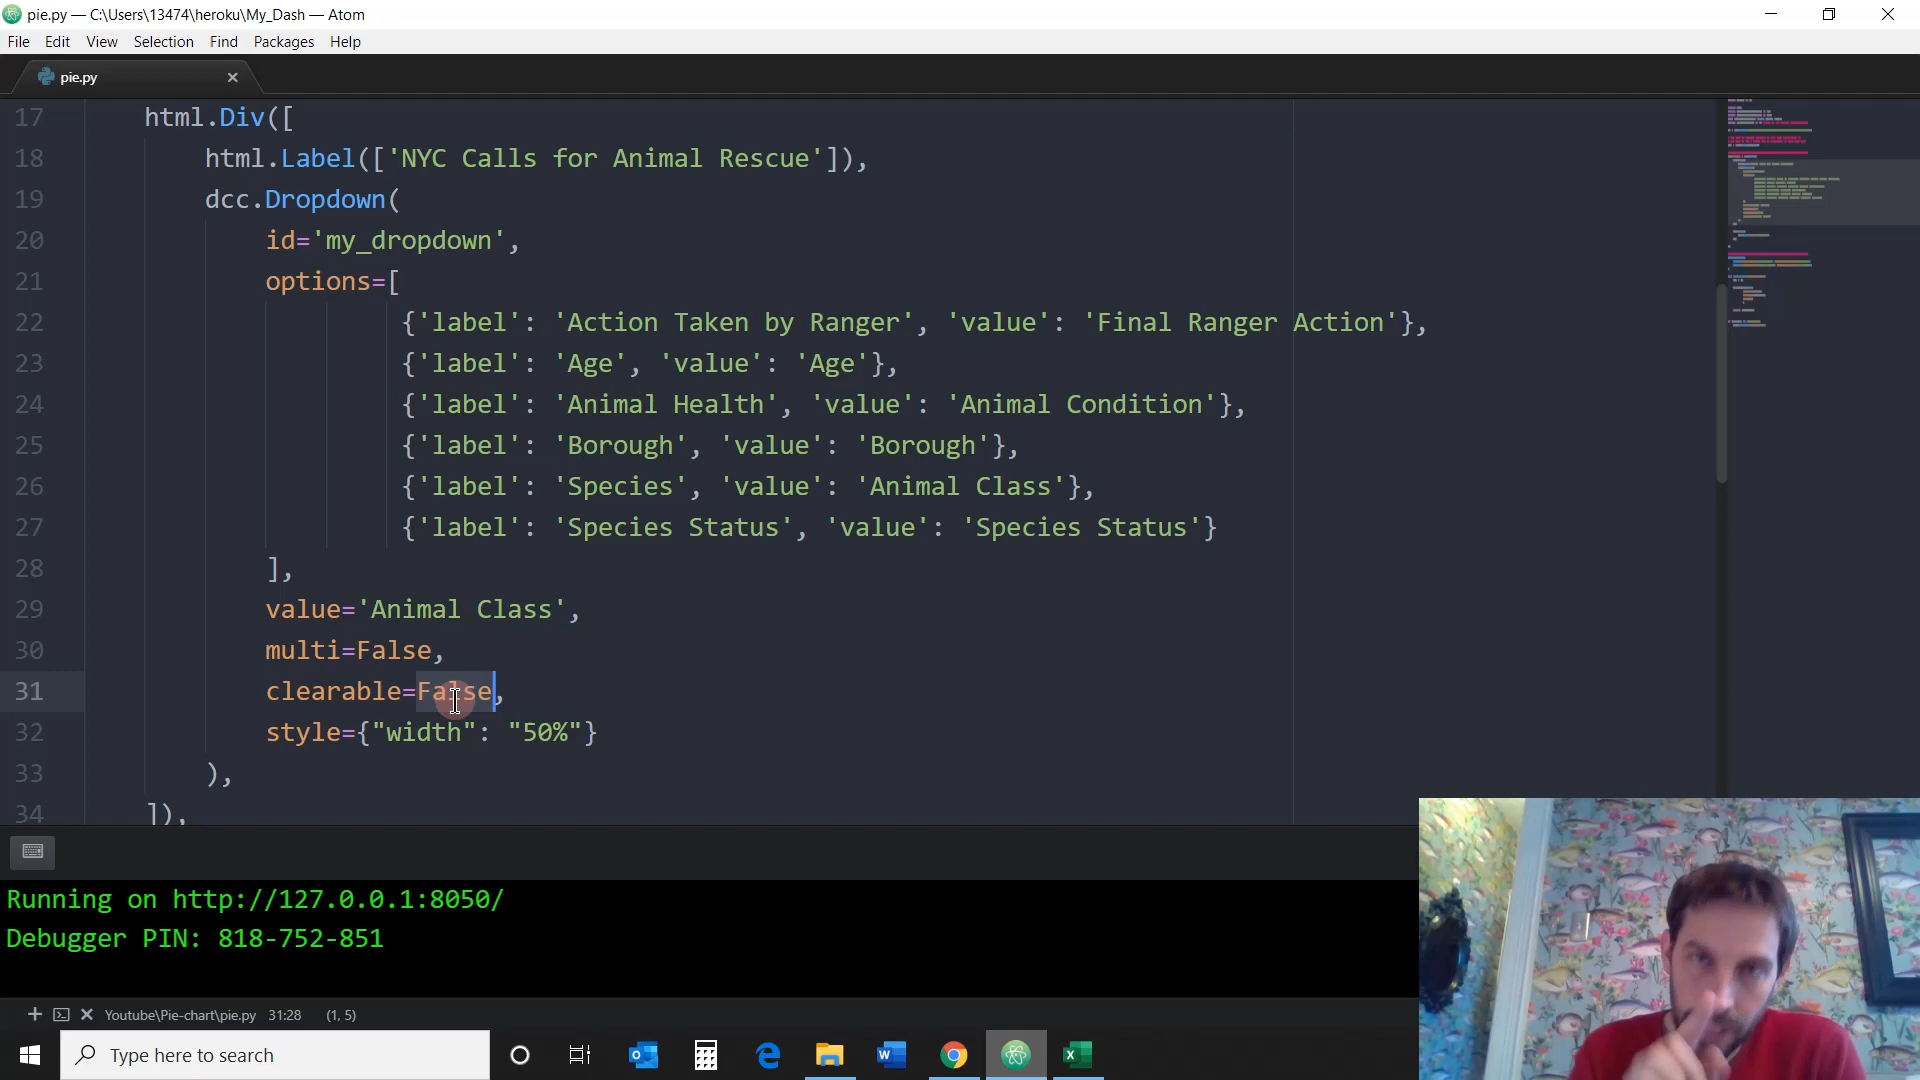 pie.py — C:\Users\13474\heroku\My_Dash — Atom
File Edit View Selection Find Packages Help
pie.py
17 html.Div([
18 html.Label(['NYC Calls for Animal Rescue']),
19 dcc.Dropdown(
20 id='my_dropdown',
21 options=[
22 {'label': 'Action Taken by Ranger', 'value': 'Final Ranger Action'},
23 {'label': 'Age', 'value': 'Age'},
24 {'label': 'Animal Health', 'value': 'Animal Condition'},
25 {'label': 'Borough', 'value': 'Borough'},
26 {'label': 'Species', 'value': 'Animal Class'},
27 {'label': 'Species Status', 'value': 'Species Status'}
28 ],
29 value='Animal Class',
30 multi=False,
31 clearable=False,
32 style={"width": "50%"}
33 ),
34 ]),
Running on http://127.0.0.1:8050/
Debugger PIN: 818-752-851
Youtube\Pie-chart\pie.py 31:28 (1, 5)
Type here to search